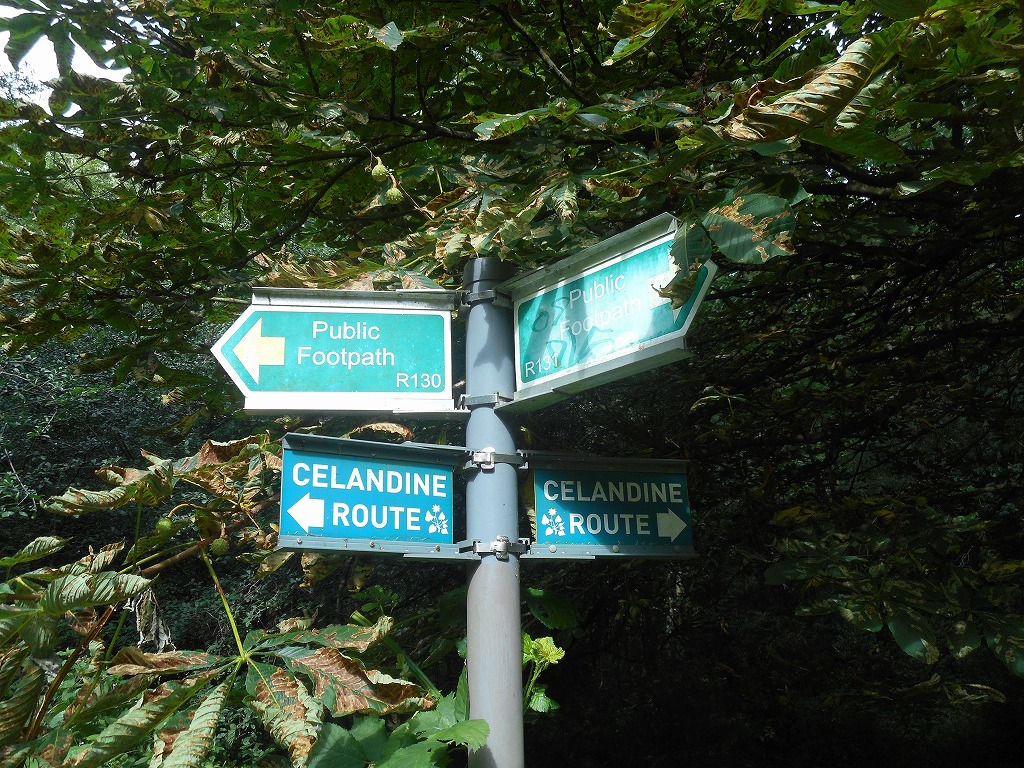 Public
Footpath
R130
Public
Footpath
R131
CELANDINE
ROUTE
CELANDINE
ROUTE